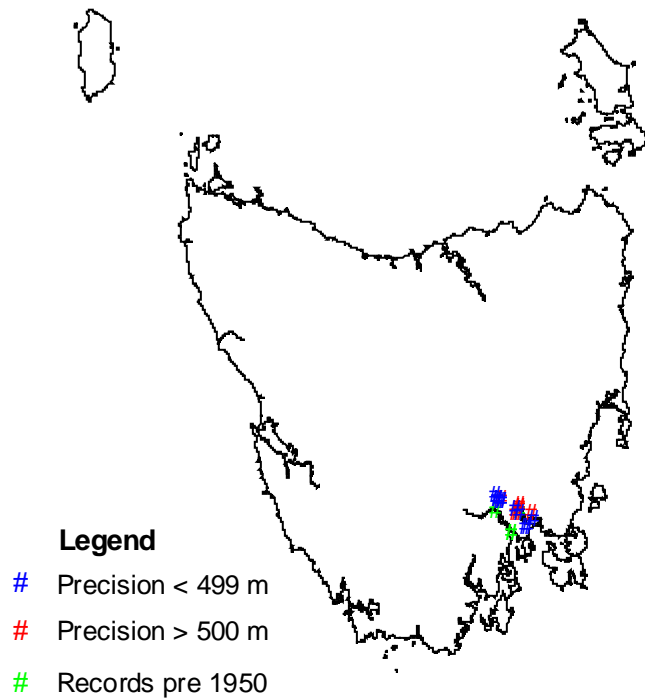 Legend
# Precision < 499 m
# Precision > 500 m
# Records pre 1950